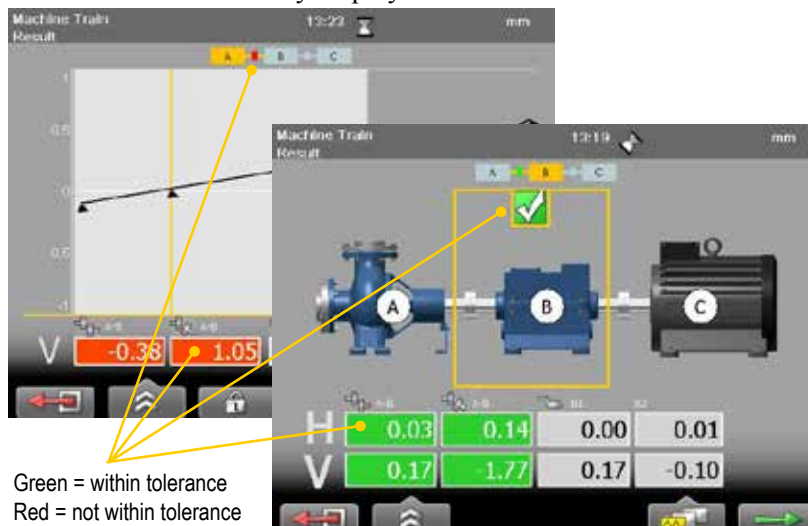 Machine Train
Result
13:23
mm
A B C
1
0.5
0
0.5
-1
A-B A-B
V -0.38 1.05
Machine Train
Result
13:19
mm
A B C
A
B
C
A-B A-B B1 B2
H 0.03 0.14 0.00 0.01
V 0.17 -1.77 0.17 -0.10
Green = within tolerance
Red = not within tolerance